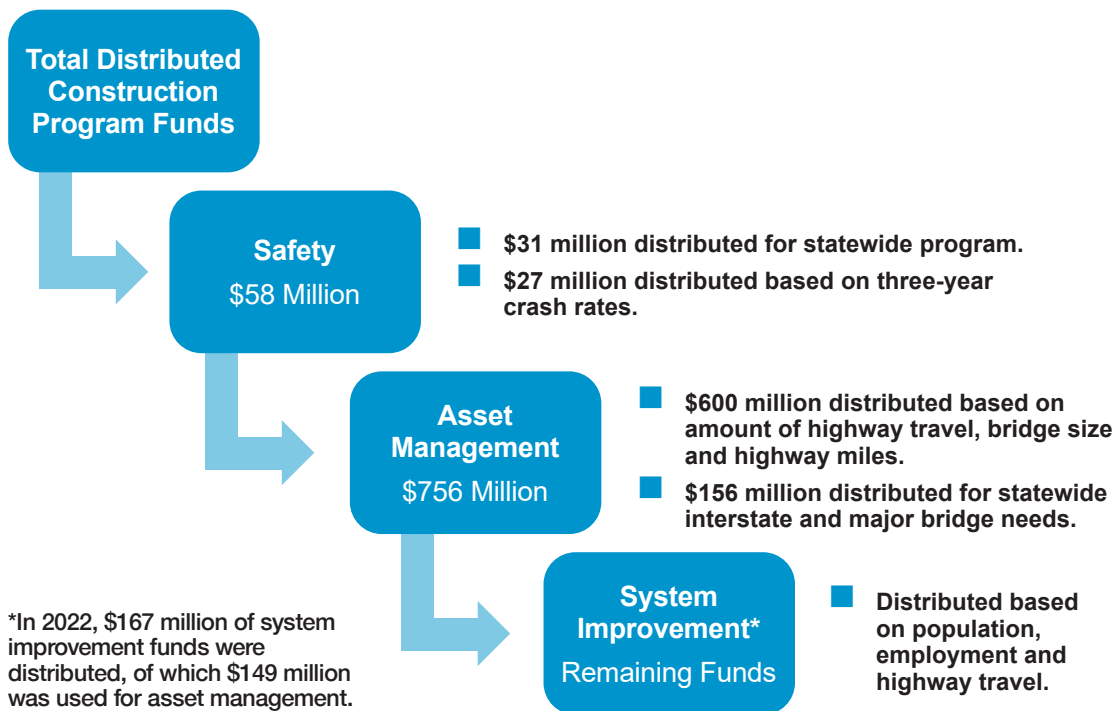 Total Distributed
Construction
Program Funds
Safety
$58 Million
$31 million distributed for statewide program.
$27 million distributed based on three-year
crash rates.
Asset
Management
$756 Million
$600 million distributed based on
amount of highway travel, bridge size
and highway miles.
$156 million distributed for statewide
interstate and major bridge needs.
System
Improvement*
Remaining Funds
Distributed based
on population,
employment and
highway travel.
*In 2022, $167 million of system
improvement funds were
distributed, of which $149 million
was used for asset management.